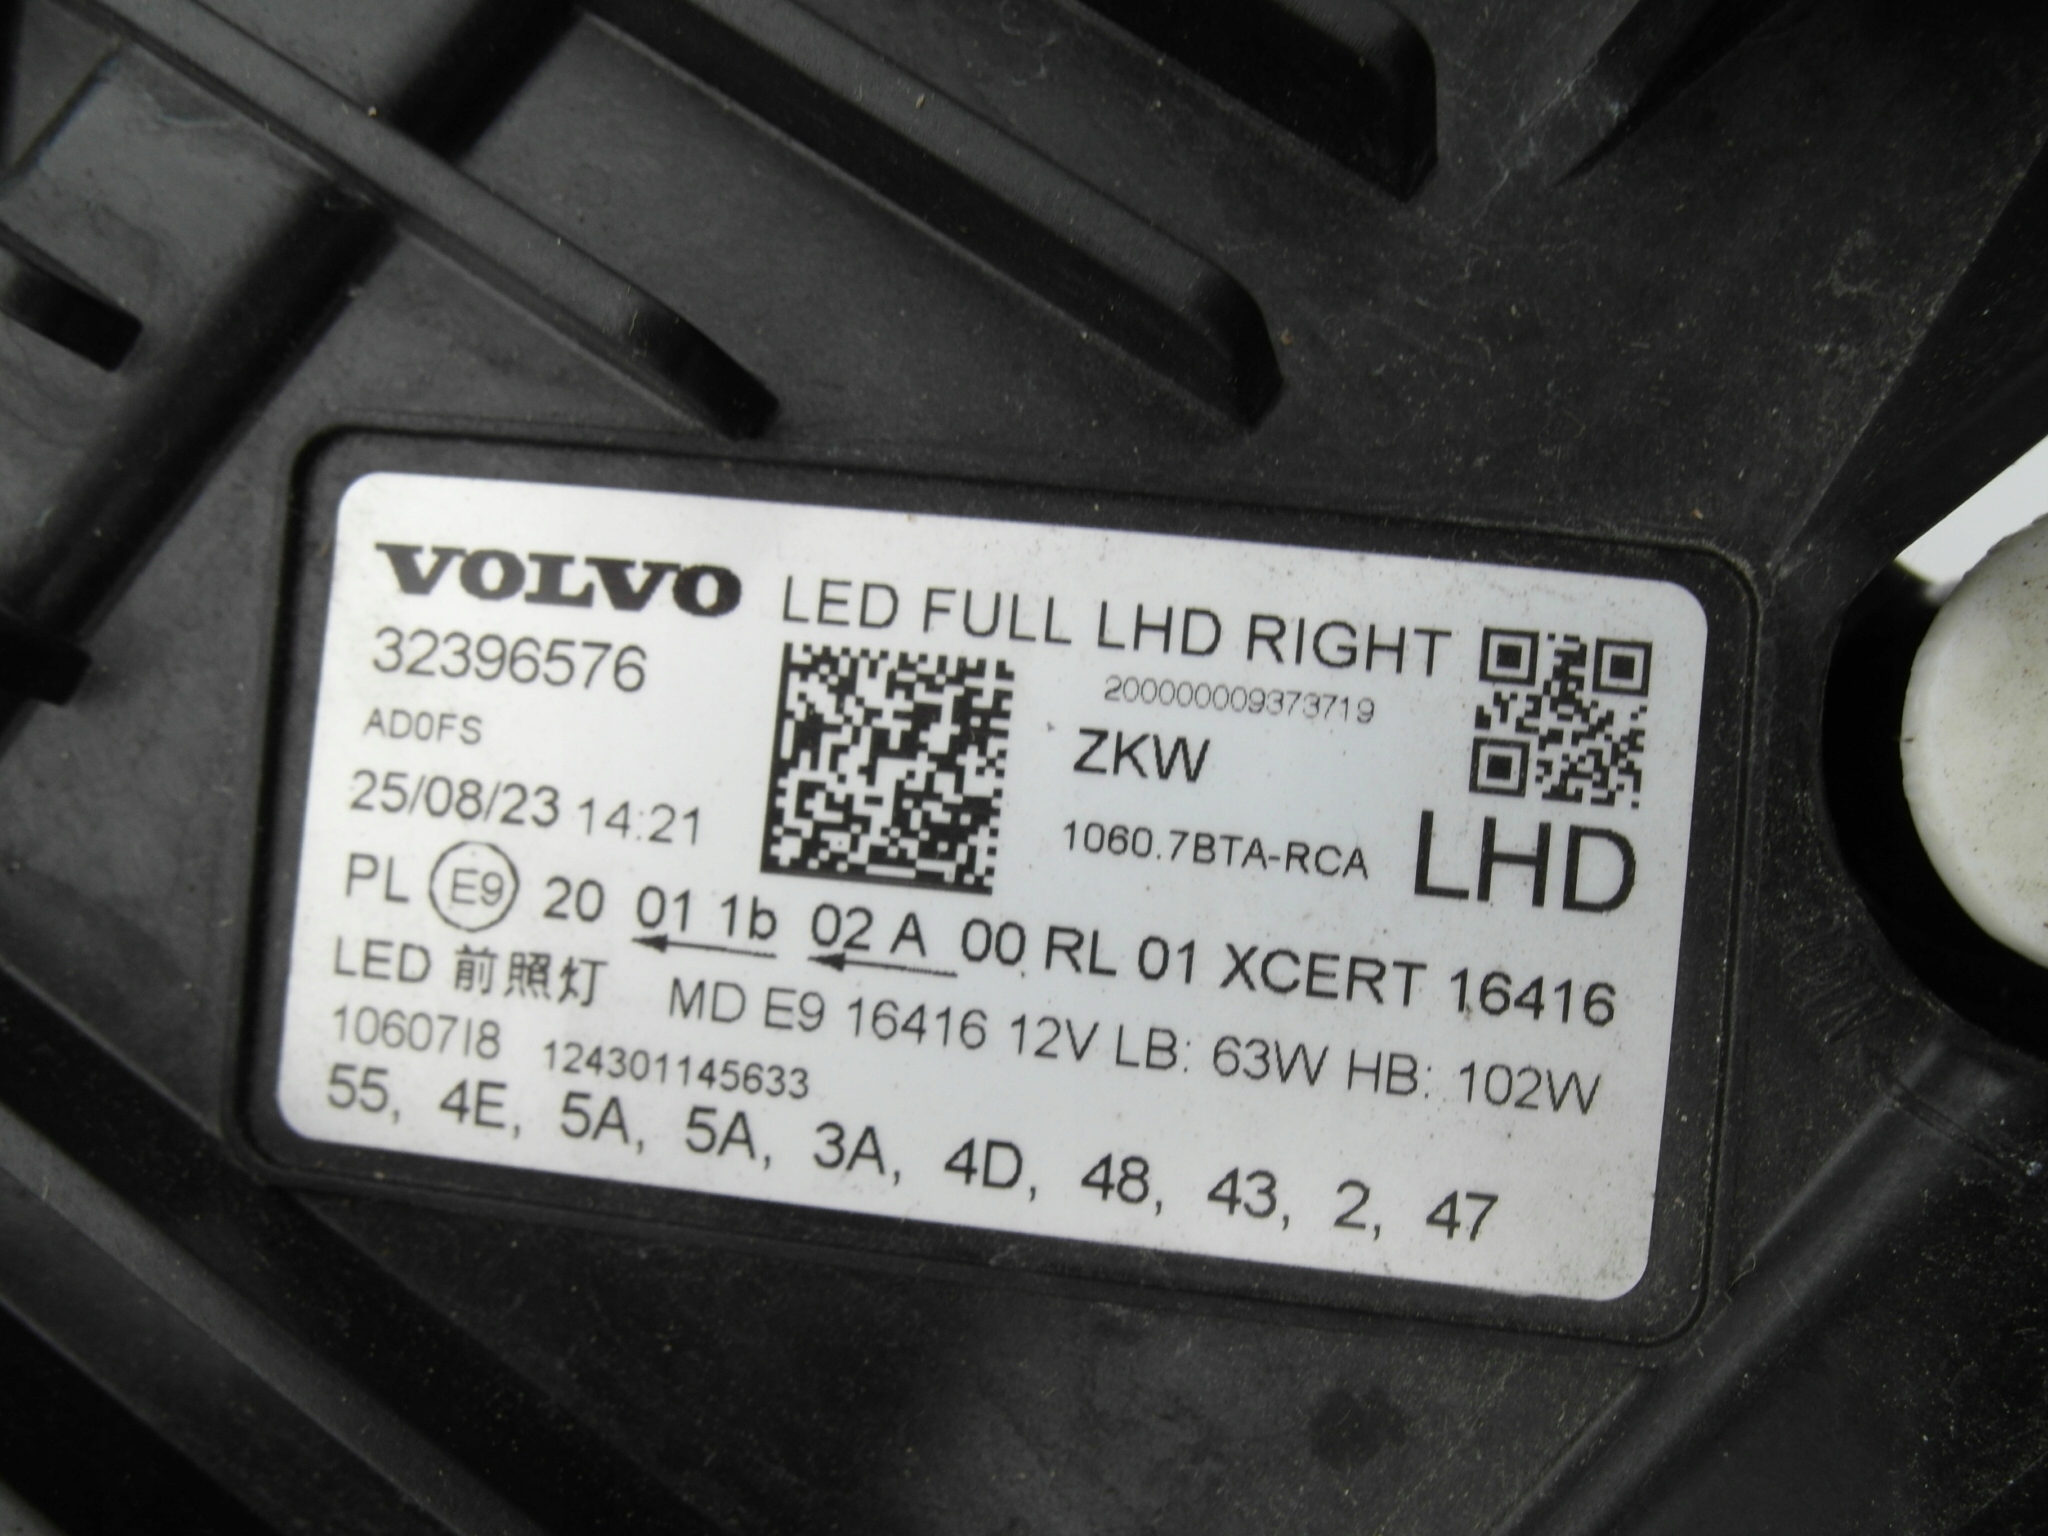 VOLVO LED FULL LHD RIGHT
32396576
200000009373719
AD0FS
ZKW
25/08/23 14:21
1060.7BTA-RCA
LHD
PL E9 20 01 1b 02 A 00 RL 01 XCERT 16416
LED 前照灯 MD E9 16416 12V LB: 63W HB: 102W
10607I8 124301145633
55, 4E, 5A, 5A, 3A, 4D, 48, 43, 2, 47